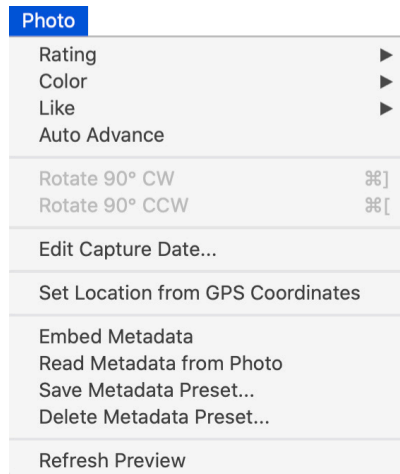 Photo
Rating ▶
Color ▶
Like ▶
Auto Advance
Rotate 90° CW ⌘]
Rotate 90° CCW ⌘[
Edit Capture Date...
Set Location from GPS Coordinates
Embed Metadata
Read Metadata from Photo
Save Metadata Preset...
Delete Metadata Preset...
Refresh Preview